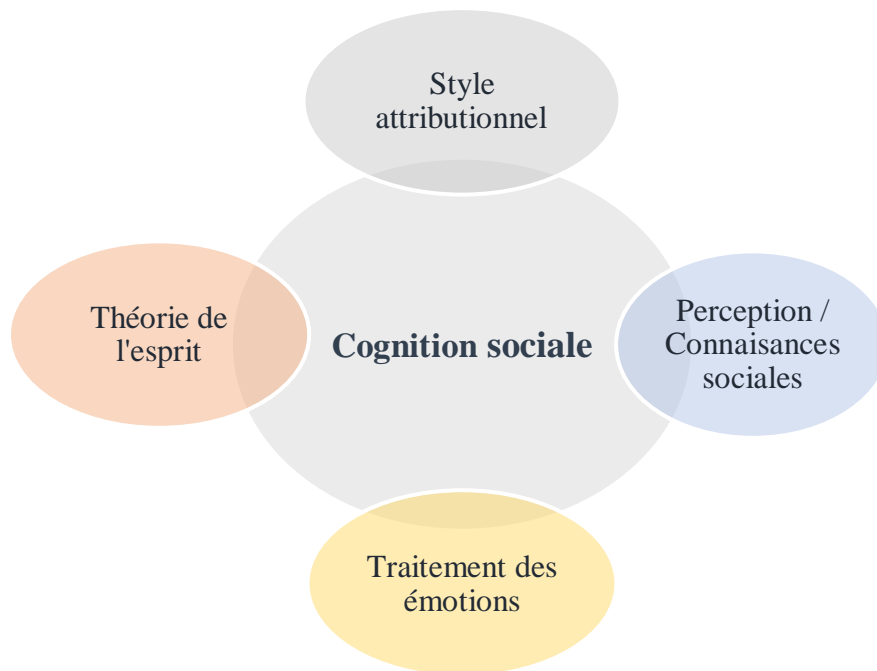 Style
attributionnel
Théorie de
l'esprit
Cognition sociale
Perception /
Connaisances
sociales
Traitement des
émotions